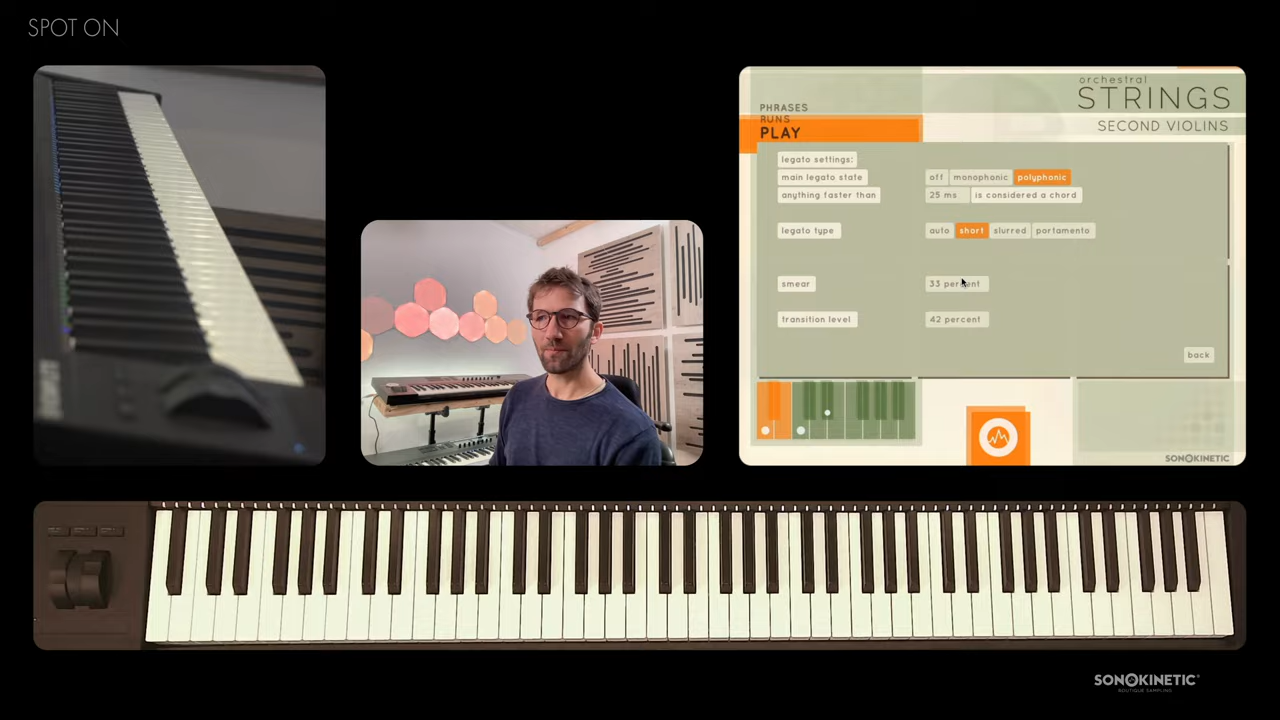 SPOT ON
orchestral
STRINGS
SECOND VIOLINS
PHRASES
RUNS
PLAY
legato settings:
main legato state off monophonic polyphonic
anything faster than 25 ms is considered a chord
legato type auto short slurred portamento
smear 33 percent
transition level 42 percent
back
SONOKINETIC
SONOKINETIC
BOUTIQUE SAMPLING